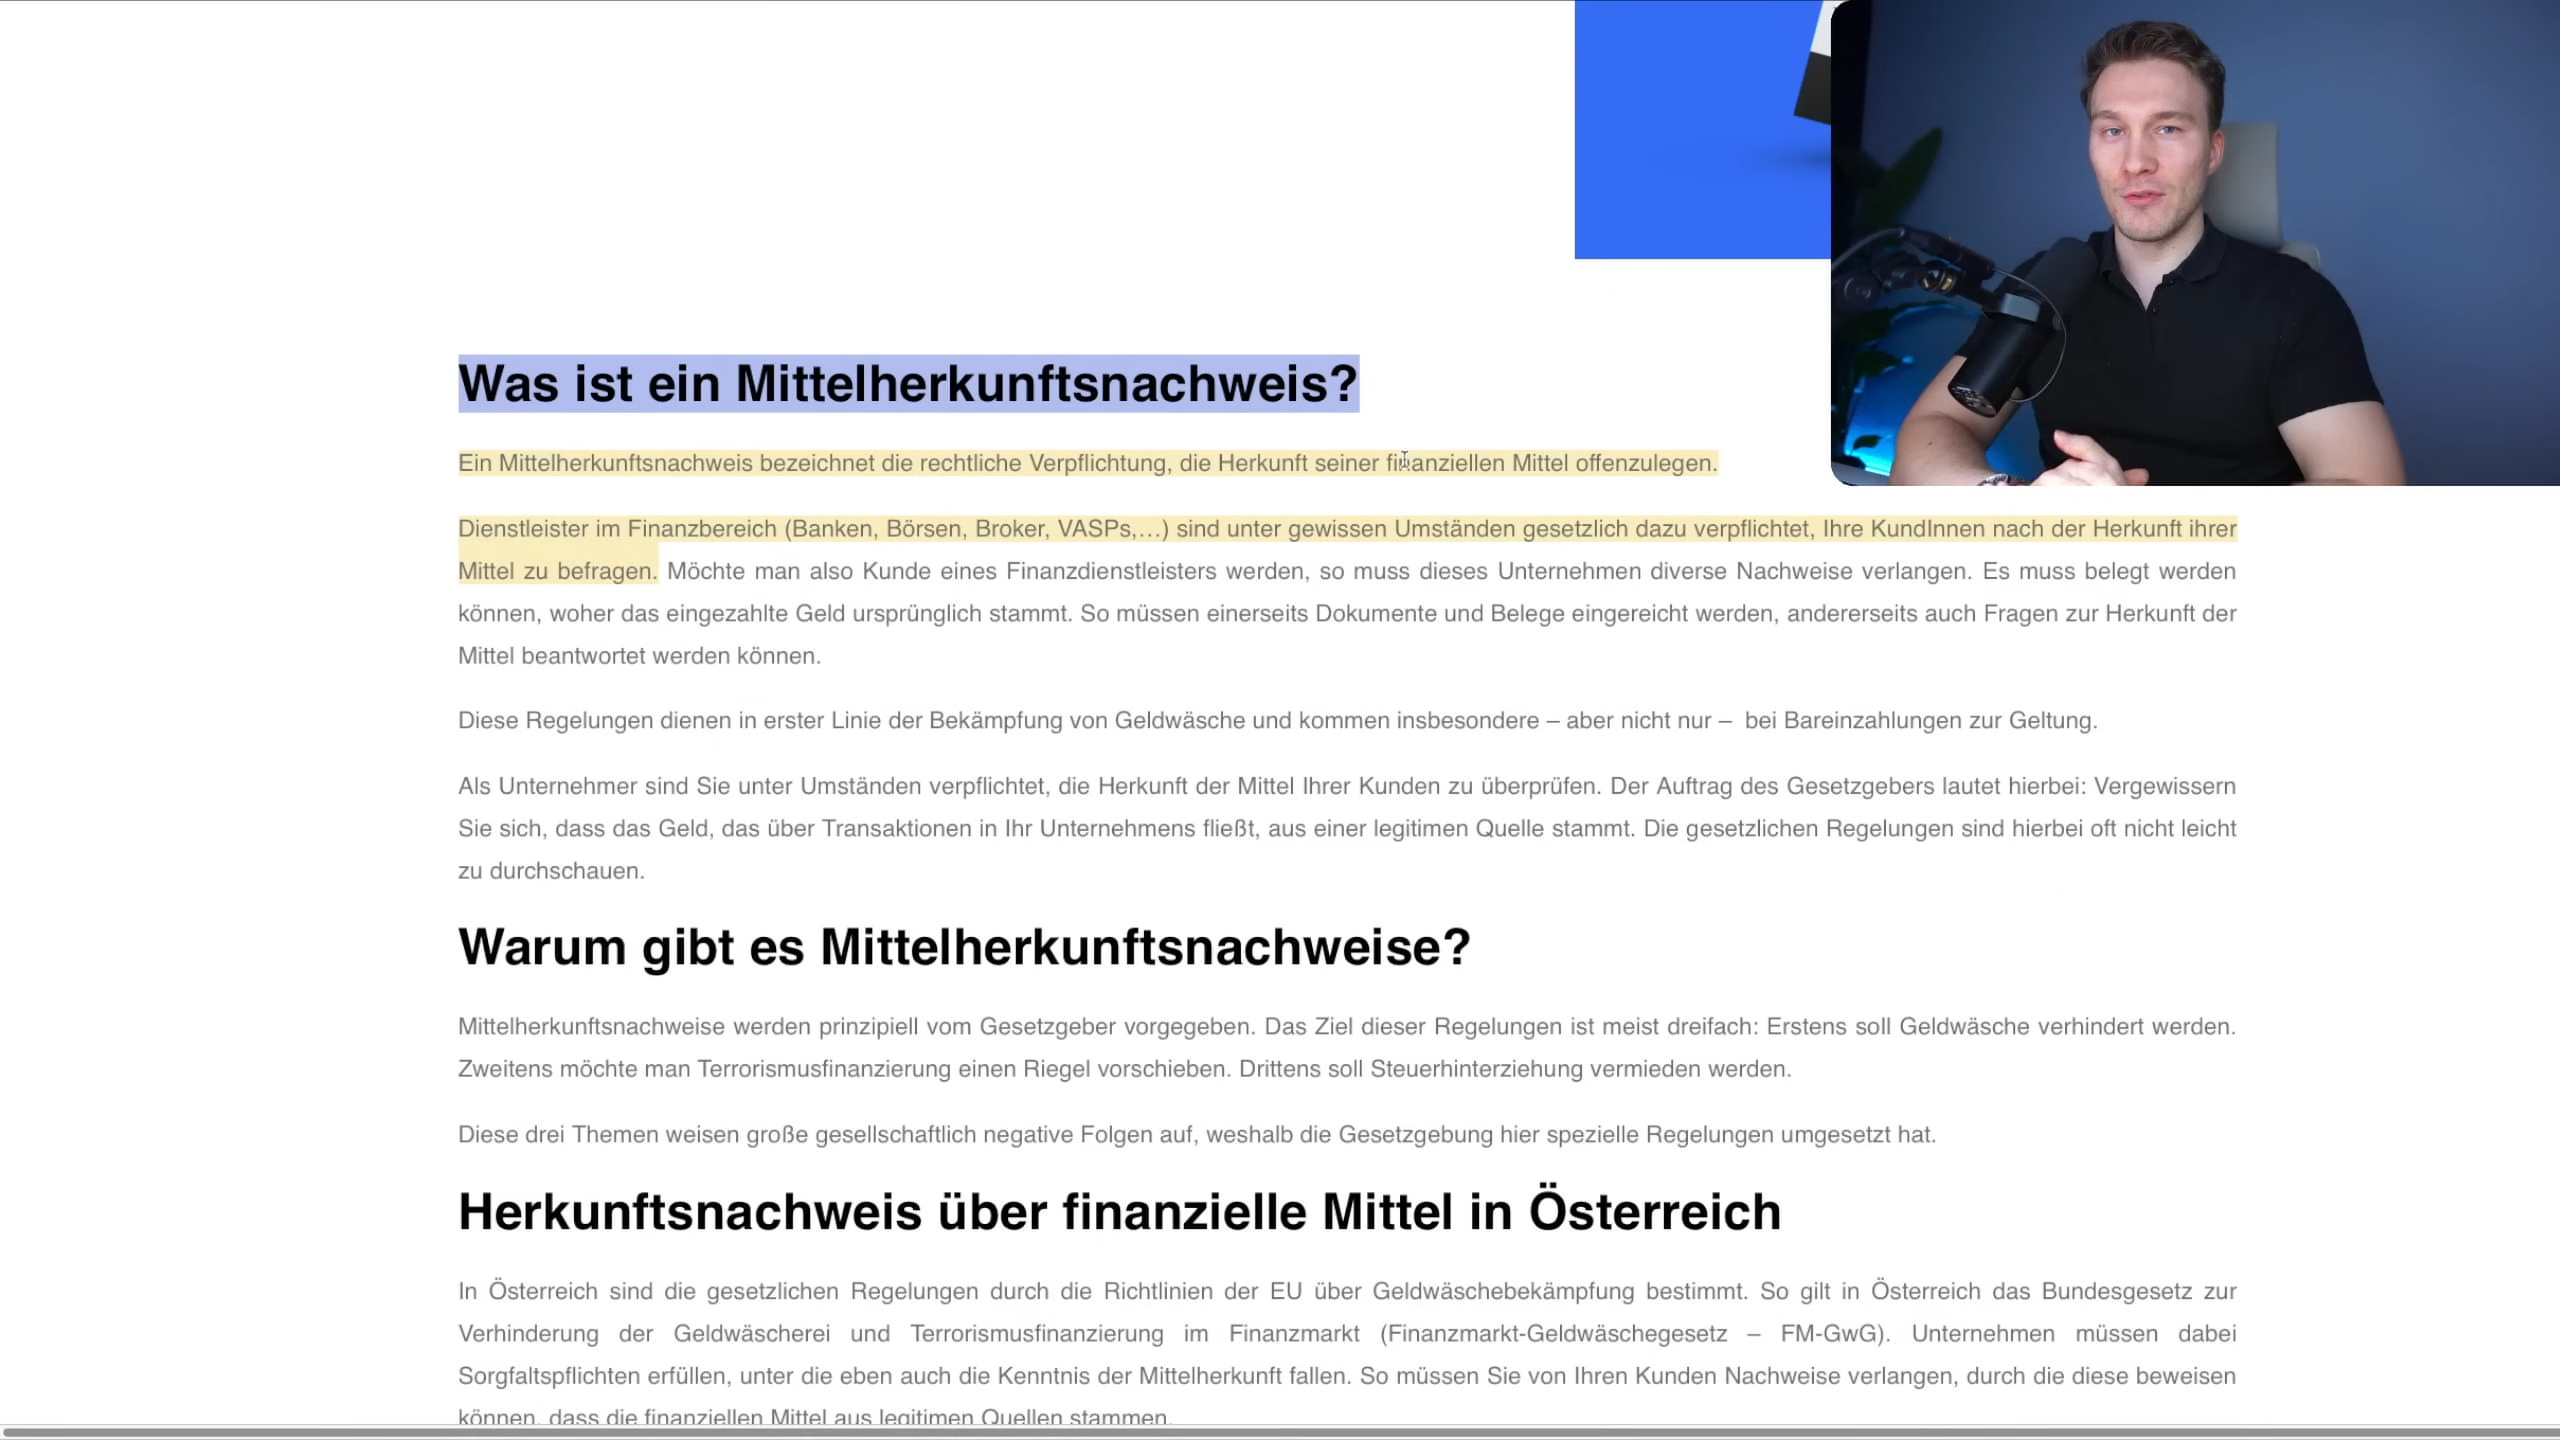 Was ist ein Mittelherkunftsnachweis?
Ein Mittelherkunftsnachweis bezeichnet die rechtliche Verpflichtung, die Herkunft seiner finanziellen Mittel offenzulegen.
Dienstleister im Finanzbereich (Banken, Börsen, Broker, VASPs,…) sind unter gewissen Umständen gesetzlich dazu verpflichtet, Ihre KundInnen nach der Herkunft ihrer
Mittel zu befragen. Möchte man also Kunde eines Finanzdienstleisters werden, so muss dieses Unternehmen diverse Nachweise verlangen. Es muss belegt werden
können, woher das eingezahlte Geld ursprünglich stammt. So müssen einerseits Dokumente und Belege eingereicht werden, andererseits auch Fragen zur Herkunft der
Mittel beantwortet werden können.
Diese Regelungen dienen in erster Linie der Bekämpfung von Geldwäsche und kommen insbesondere – aber nicht nur –  bei Bareinzahlungen zur Geltung.
Als Unternehmer sind Sie unter Umständen verpflichtet, die Herkunft der Mittel Ihrer Kunden zu überprüfen. Der Auftrag des Gesetzgebers lautet hierbei: Vergewissern
Sie sich, dass das Geld, das über Transaktionen in Ihr Unternehmens fließt, aus einer legitimen Quelle stammt. Die gesetzlichen Regelungen sind hierbei oft nicht leicht
zu durchschauen.
Warum gibt es Mittelherkunftsnachweise?
Mittelherkunftsnachweise werden prinzipiell vom Gesetzgeber vorgegeben. Das Ziel dieser Regelungen ist meist dreifach: Erstens soll Geldwäsche verhindert werden.
Zweitens möchte man Terrorismusfinanzierung einen Riegel vorschieben. Drittens soll Steuerhinterziehung vermieden werden.
Diese drei Themen weisen große gesellschaftlich negative Folgen auf, weshalb die Gesetzgebung hier spezielle Regelungen umgesetzt hat.
Herkunftsnachweis über finanzielle Mittel in Österreich
In Österreich sind die gesetzlichen Regelungen durch die Richtlinien der EU über Geldwäschebekämpfung bestimmt. So gilt in Österreich das Bundesgesetz zur
Verhinderung der Geldwäscherei und Terrorismusfinanzierung im Finanzmarkt (Finanzmarkt-Geldwäschegesetz – FM-GwG). Unternehmen müssen dabei
Sorgfaltspflichten erfüllen, unter die eben auch die Kenntnis der Mittelherkunft fallen. So müssen Sie von Ihren Kunden Nachweise verlangen, durch die diese beweisen
können, dass die finanziellen Mittel aus legitimen Quellen stammen.